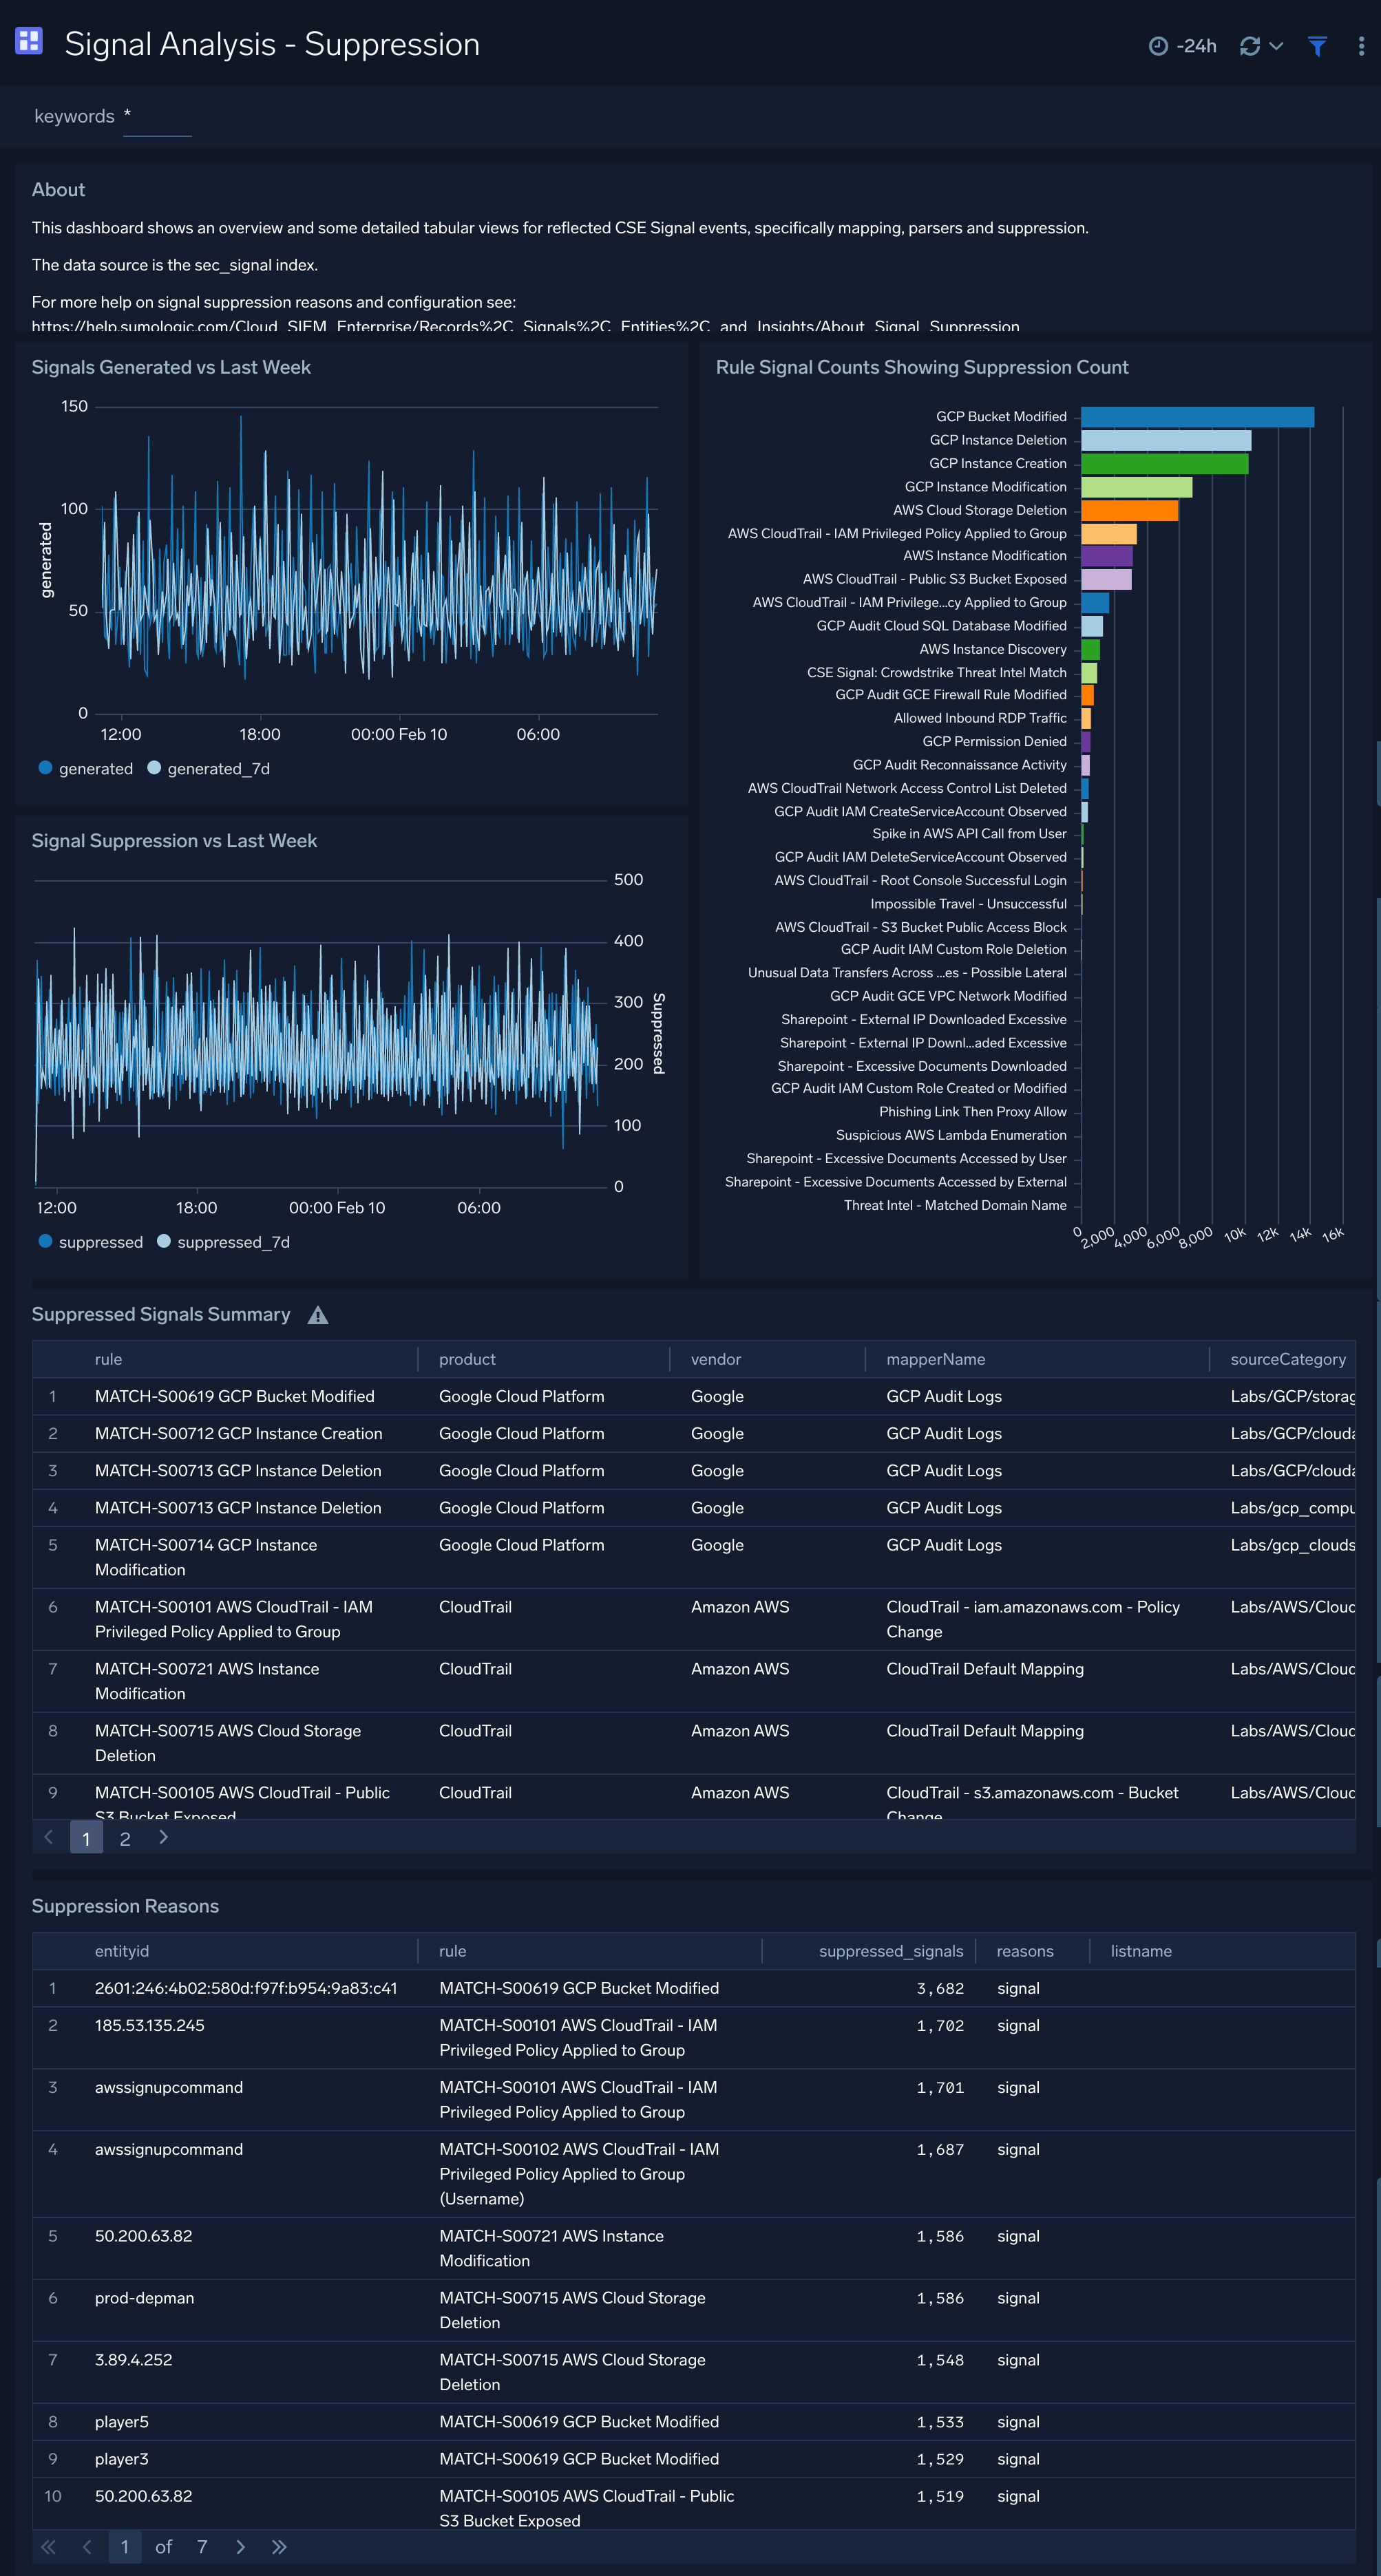 Signal Analysis - Suppression
-24h
keywords *
About
This dashboard shows an overview and some detailed tabular views for reflected CSE Signal events, specifically mapping, parsers and suppression.
The data source is the sec_signal index.
For more help on signal suppression reasons and configuration see:
https://help.sumologic.com/Cloud_SIEM_Enterprise/Records%2C_Signals%2C_Entities%2C_and_Insights/About_Signal_Suppression
Signals Generated vs Last Week
150
100
50
0
generated
12:00 18:00 00:00 Feb 10 06:00
generated generated_7d
Signal Suppression vs Last Week
500
400
300
200
100
0
Suppressed
12:00 18:00 00:00 Feb 10 06:00
suppressed suppressed_7d
Rule Signal Counts Showing Suppression Count
GCP Bucket Modified
GCP Instance Deletion
GCP Instance Creation
GCP Instance Modification
AWS Cloud Storage Deletion
AWS CloudTrail - IAM Privileged Policy Applied to Group
AWS Instance Modification
AWS CloudTrail - Public S3 Bucket Exposed
AWS CloudTrail - IAM Privilege...cy Applied to Group
GCP Audit Cloud SQL Database Modified
AWS Instance Discovery
CSE Signal: Crowdstrike Threat Intel Match
GCP Audit GCE Firewall Rule Modified
Allowed Inbound RDP Traffic
GCP Permission Denied
GCP Audit Reconnaissance Activity
AWS CloudTrail Network Access Control List Deleted
GCP Audit IAM CreateServiceAccount Observed
Spike in AWS API Call from User
GCP Audit IAM DeleteServiceAccount Observed
AWS CloudTrail - Root Console Successful Login
Impossible Travel - Unsuccessful
AWS CloudTrail - S3 Bucket Public Access Block
GCP Audit IAM Custom Role Deletion
Unusual Data Transfers Across ...es - Possible Lateral
GCP Audit GCE VPC Network Modified
Sharepoint - External IP Downloaded Excessive
Sharepoint - External IP Downl...aded Excessive
Sharepoint - Excessive Documents Downloaded
GCP Audit IAM Custom Role Created or Modified
Phishing Link Then Proxy Allow
Suspicious AWS Lambda Enumeration
Sharepoint - Excessive Documents Accessed by User
Sharepoint - Excessive Documents Accessed by External
Threat Intel - Matched Domain Name
0 2,000 4,000 6,000 8,000 10k 12k 14k 16k
Suppressed Signals Summary
rule product vendor mapperName sourceCategory
1 MATCH-S00619 GCP Bucket Modified Google Cloud Platform Google GCP Audit Logs Labs/GCP/storag
2 MATCH-S00712 GCP Instance Creation Google Cloud Platform Google GCP Audit Logs Labs/GCP/clouda
3 MATCH-S00713 GCP Instance Deletion Google Cloud Platform Google GCP Audit Logs Labs/GCP/clouda
4 MATCH-S00713 GCP Instance Deletion Google Cloud Platform Google GCP Audit Logs Labs/gcp_compu
5 MATCH-S00714 GCP Instance Google Cloud Platform Google GCP Audit Logs Labs/gcp_clouds
Modification
6 MATCH-S00101 AWS CloudTrail - IAM CloudTrail Amazon AWS CloudTrail - iam.amazonaws.com - Policy Labs/AWS/Cloud
Privileged Policy Applied to Group Change
7 MATCH-S00721 AWS Instance CloudTrail Amazon AWS CloudTrail Default Mapping Labs/AWS/Cloud
Modification
8 MATCH-S00715 AWS Cloud Storage CloudTrail Amazon AWS CloudTrail Default Mapping Labs/AWS/Cloud
Deletion
9 MATCH-S00105 AWS CloudTrail - Public CloudTrail Amazon AWS CloudTrail - s3.amazonaws.com - Bucket Labs/AWS/Cloud
S3 Bucket Exposed Change
1 2
Suppression Reasons
entityid rule suppressed_signals reasons listname
1 2601:246:4b02:580d:f97f:b954:9a83:c41 MATCH-S00619 GCP Bucket Modified 3,682 signal
2 185.53.135.245 MATCH-S00101 AWS CloudTrail - IAM 1,702 signal
Privileged Policy Applied to Group
3 awssignupcommand MATCH-S00101 AWS CloudTrail - IAM 1,701 signal
Privileged Policy Applied to Group
4 awssignupcommand MATCH-S00102 AWS CloudTrail - IAM 1,687 signal
Privileged Policy Applied to Group
(Username)
5 50.200.63.82 MATCH-S00721 AWS Instance 1,586 signal
Modification
6 prod-depman MATCH-S00715 AWS Cloud Storage 1,586 signal
Deletion
7 3.89.4.252 MATCH-S00715 AWS Cloud Storage 1,548 signal
Deletion
8 player5 MATCH-S00619 GCP Bucket Modified 1,533 signal
9 player3 MATCH-S00619 GCP Bucket Modified 1,529 signal
10 50.200.63.82 MATCH-S00105 AWS CloudTrail - Public 1,519 signal
S3 Bucket Exposed
1 of 7